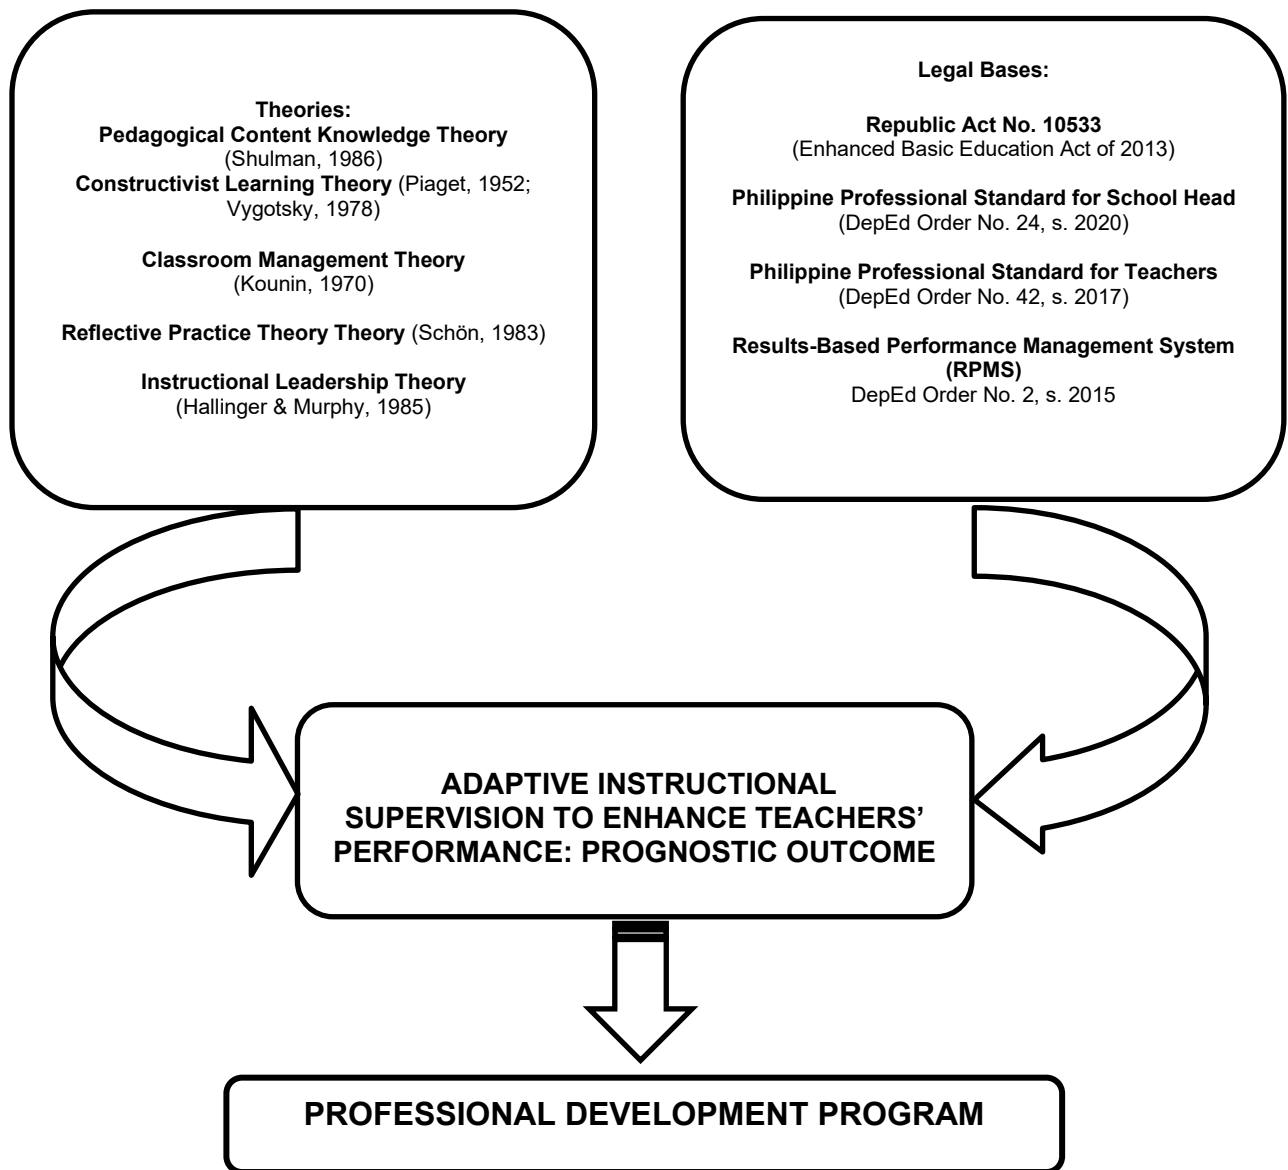 Theories:
Pedagogical Content Knowledge Theory
(Shulman, 1986)
Constructivist Learning Theory (Piaget, 1952;
Vygotsky, 1978)
Classroom Management Theory
(Kounin, 1970)
Reflective Practice Theory Theory (Schön, 1983)
Instructional Leadership Theory
(Hallinger & Murphy, 1985)
Legal Bases:
Republic Act No. 10533
(Enhanced Basic Education Act of 2013)
Philippine Professional Standard for School Head
(DepEd Order No. 24, s. 2020)
Philippine Professional Standard for Teachers
(DepEd Order No. 42, s. 2017)
Results-Based Performance Management System
(RPMS)
DepEd Order No. 2, s. 2015
ADAPTIVE INSTRUCTIONAL
SUPERVISION TO ENHANCE TEACHERS’
PERFORMANCE: PROGNOSTIC OUTCOME
PROFESSIONAL DEVELOPMENT PROGRAM